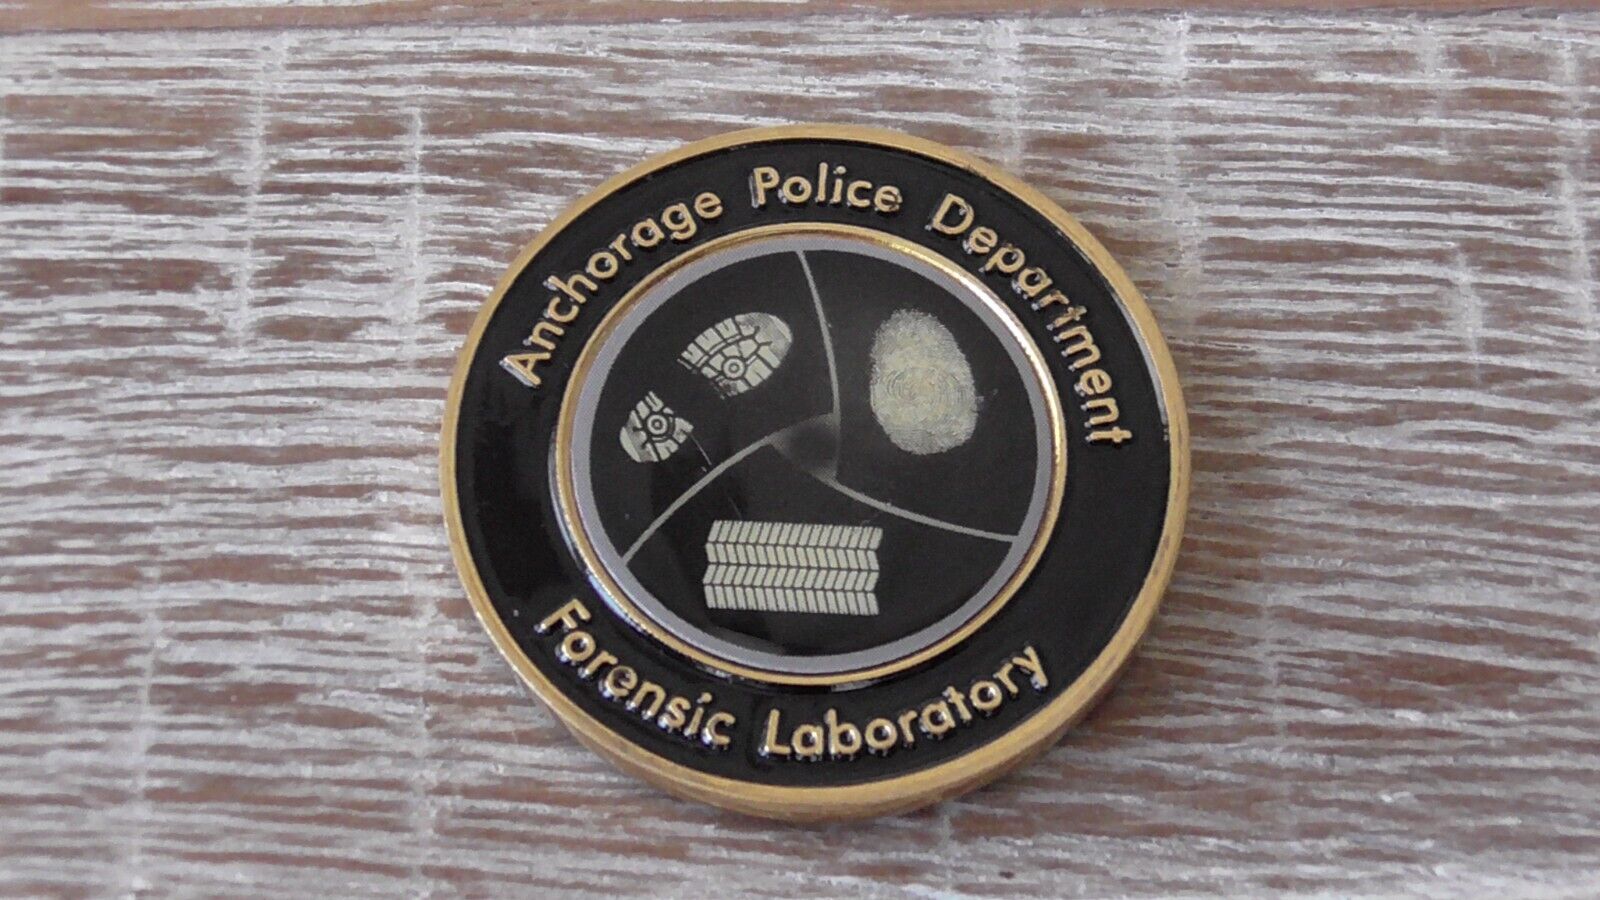 Anchorage Police Department
Forensic Laboratory